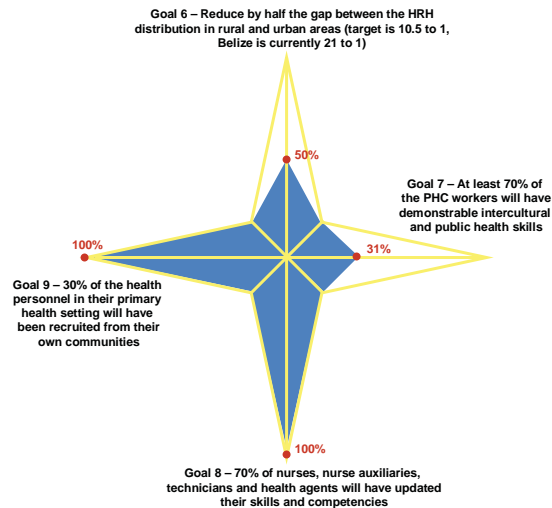 Goal 6 – Reduce by half the gap between the HRH
distribution in rural and urban areas (target is 10.5 to 1,
Belize is currently 21 to 1)
50%
Goal 7 – At least 70% of
the PHC workers will have
demonstrable intercultural
and public health skills
31%
100%
Goal 9 – 30% of the health
personnel in their primary
health setting will have
been recruited from their
own communities
100%
Goal 8 – 70% of nurses, nurse auxiliaries,
technicians and health agents will have updated
their skills and competencies